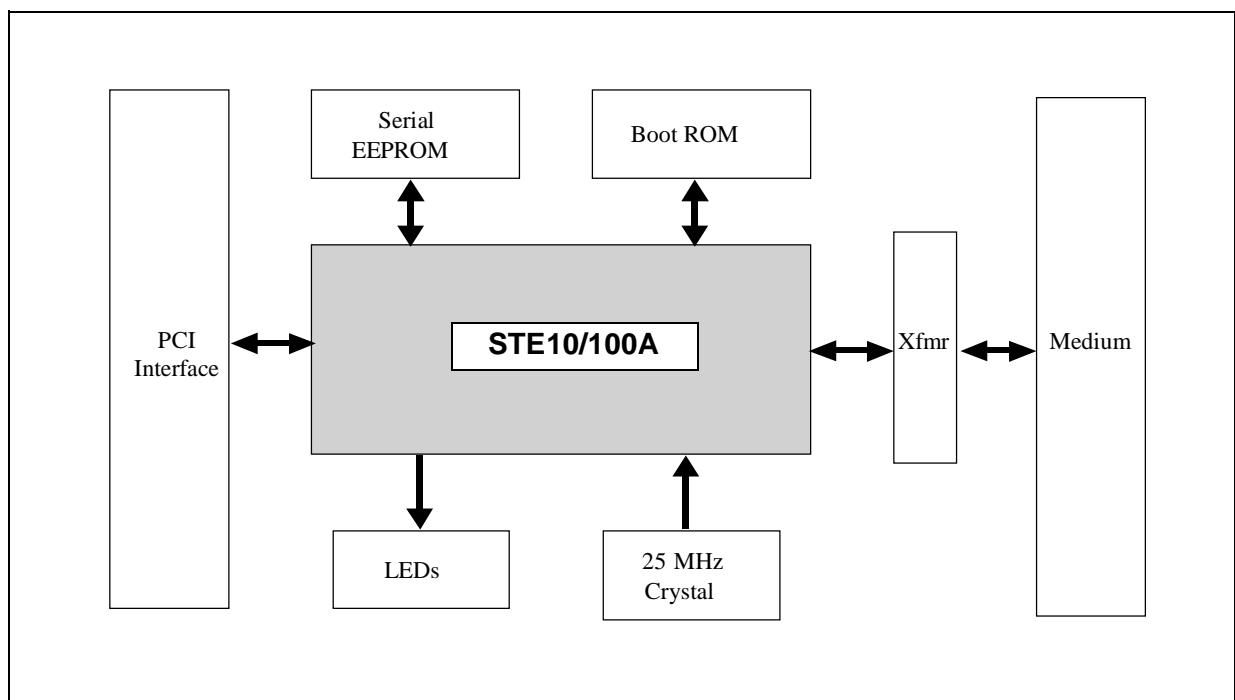 Serial
EEPROM
Boot ROM
PCI
Interface
STE10/100A
Xfmr
Medium
LEDs
25 MHz
Crystal